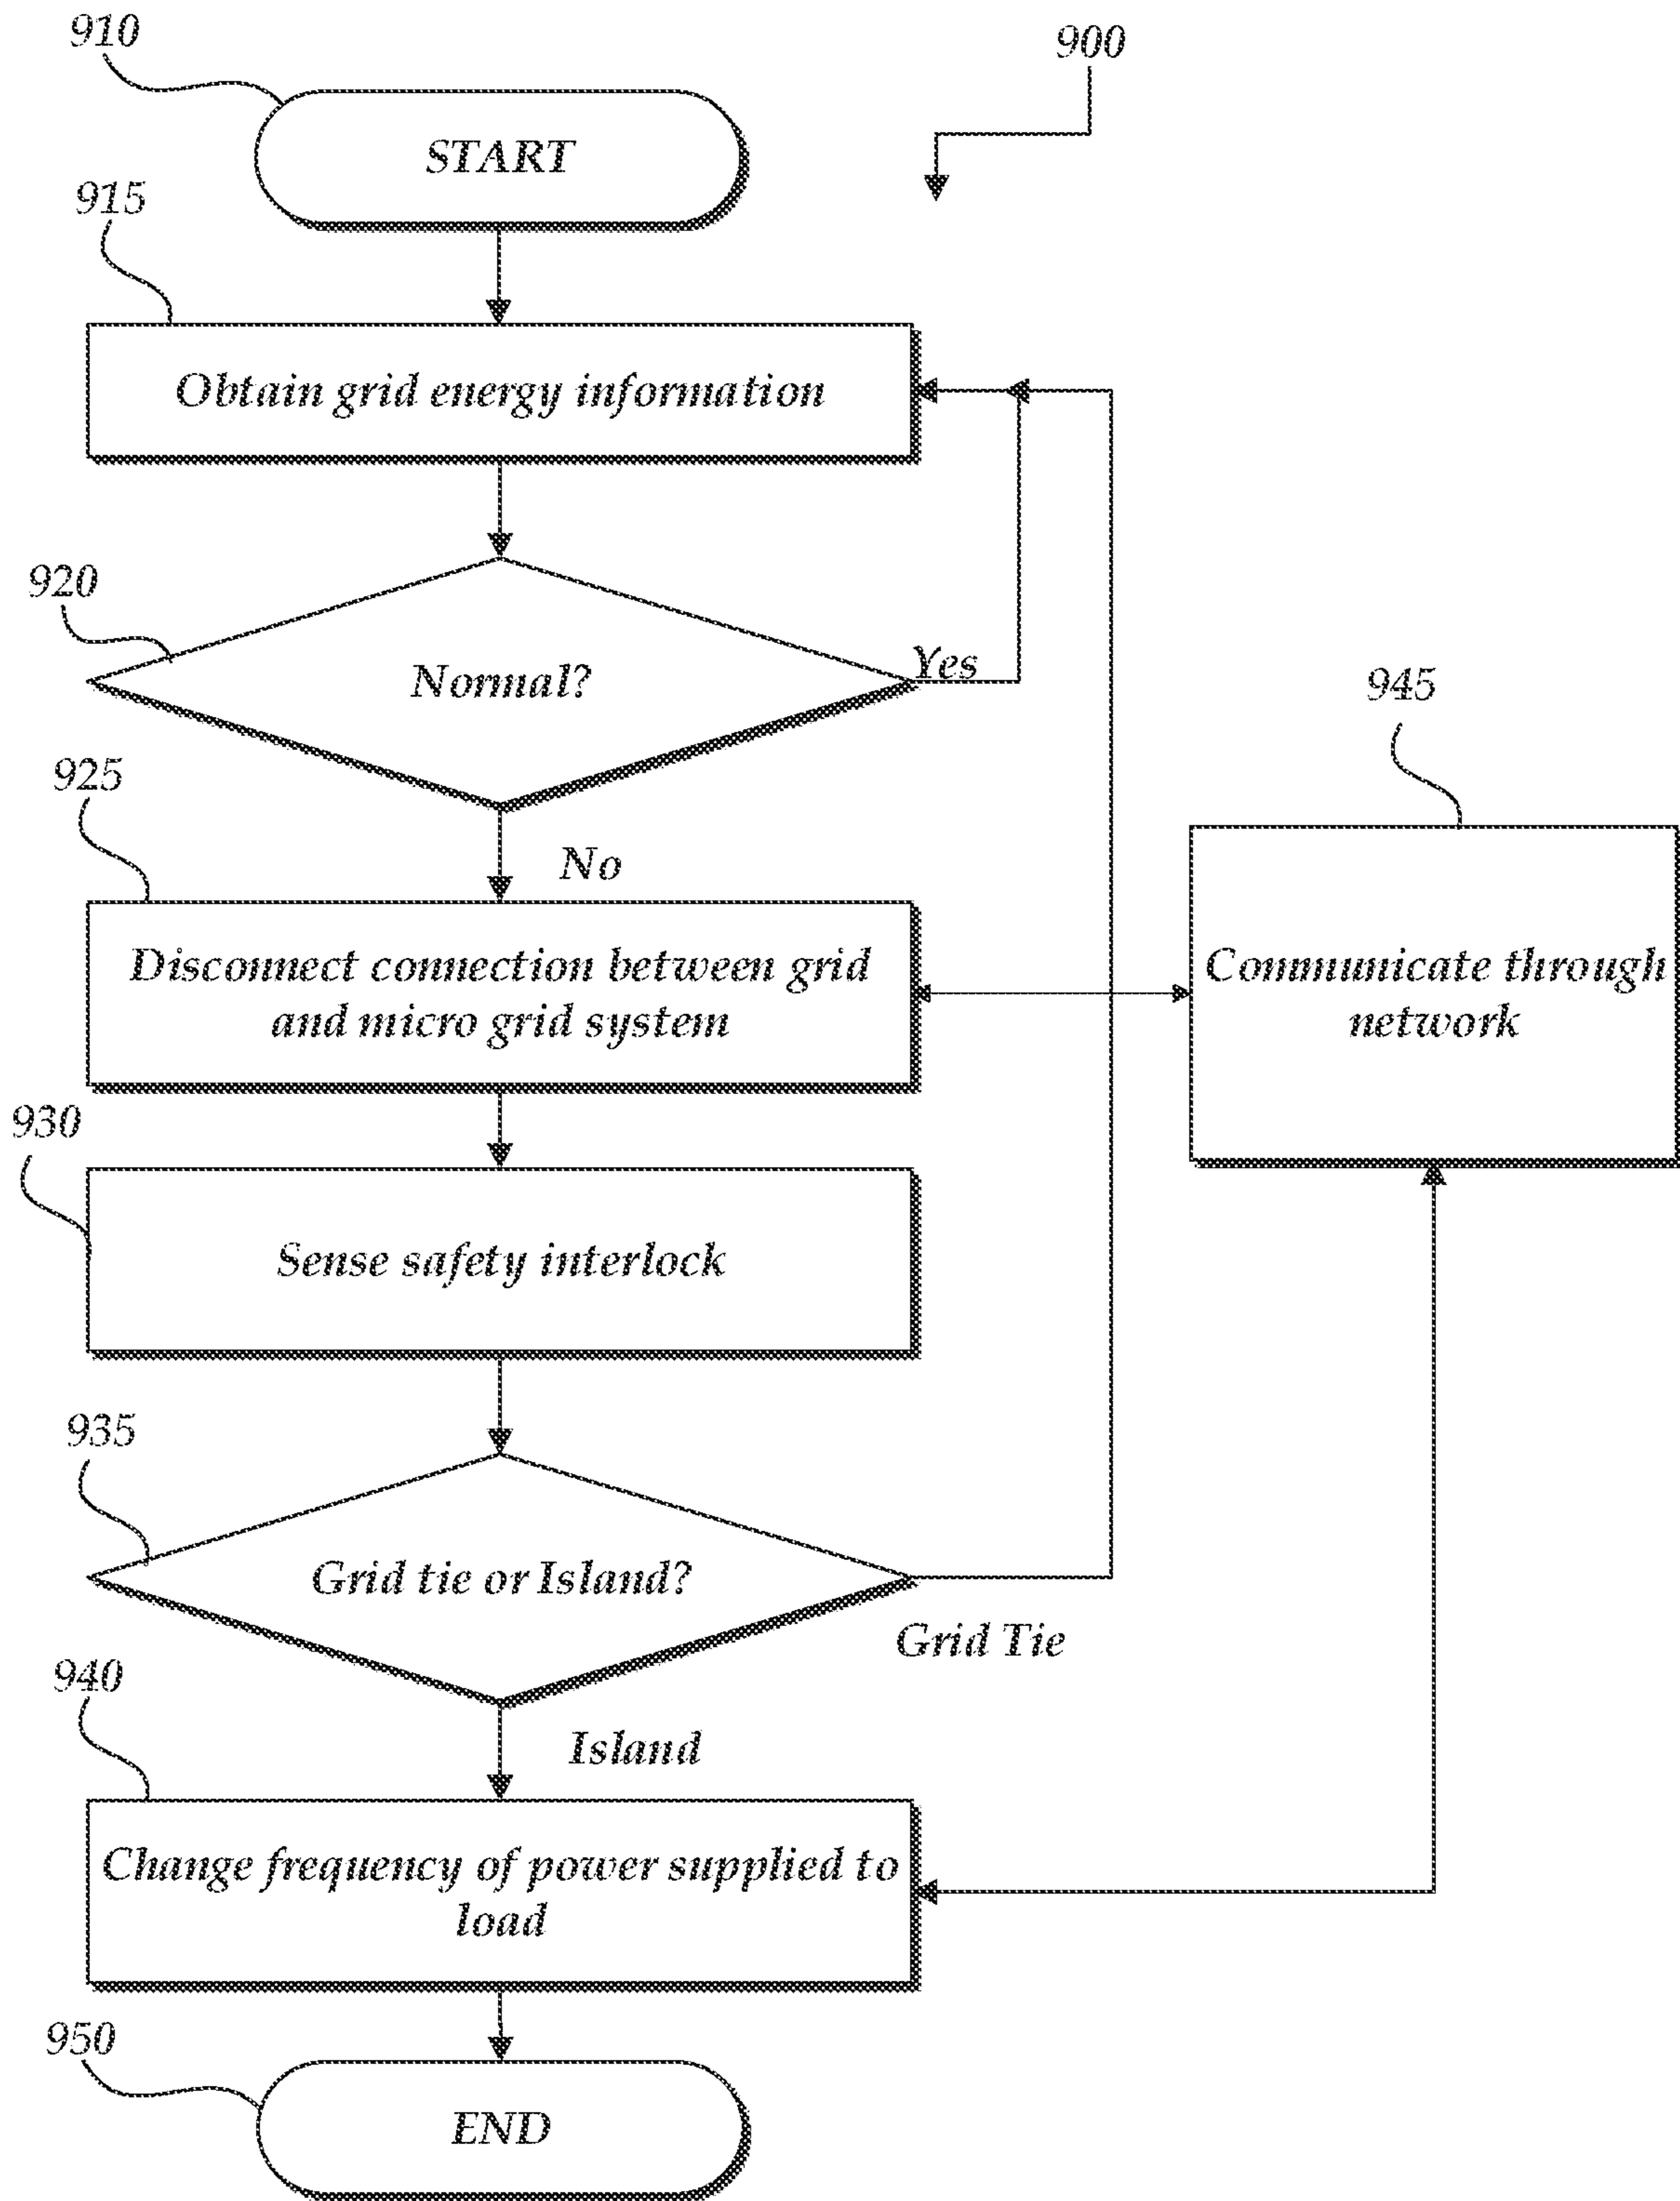 910
900
START
915
Obtain grid energy information
920
Normal?
Yes
945
925
No
Disconnect connection between grid
and micro grid system
Communicate through
network
930
Sense safety interlock
935
Grid tie or Island?
Grid Tie
940
Island
Change frequency of power supplied to
load
950
END